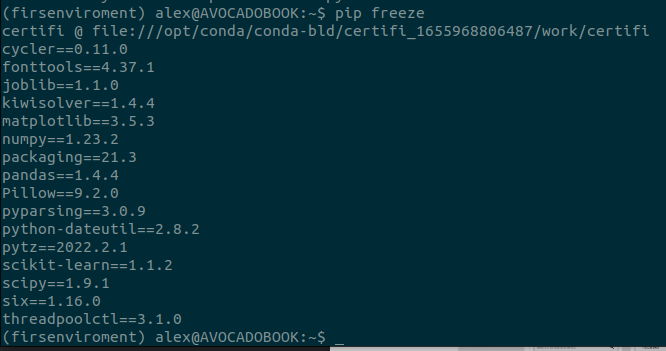 (firsenviroment) alex@AVOCADOBOOK:~$ pip freeze
certifi @ file:///opt/conda/conda-bld/certifi_1655968806487/work/certifi
cycler==0.11.0
fonttools==4.37.1
joblib==1.1.0
kiwisolver==1.4.4
matplotlib==3.5.3
numpy==1.23.2
packaging==21.3
pandas==1.4.4
Pillow==9.2.0
pyparsing==3.0.9
python-dateutil==2.8.2
pytz==2022.2.1
scikit-learn==1.1.2
scipy==1.9.1
six==1.16.0
threadpoolctl==3.1.0
(firsenviroment) alex@AVOCADOBOOK:~$ _